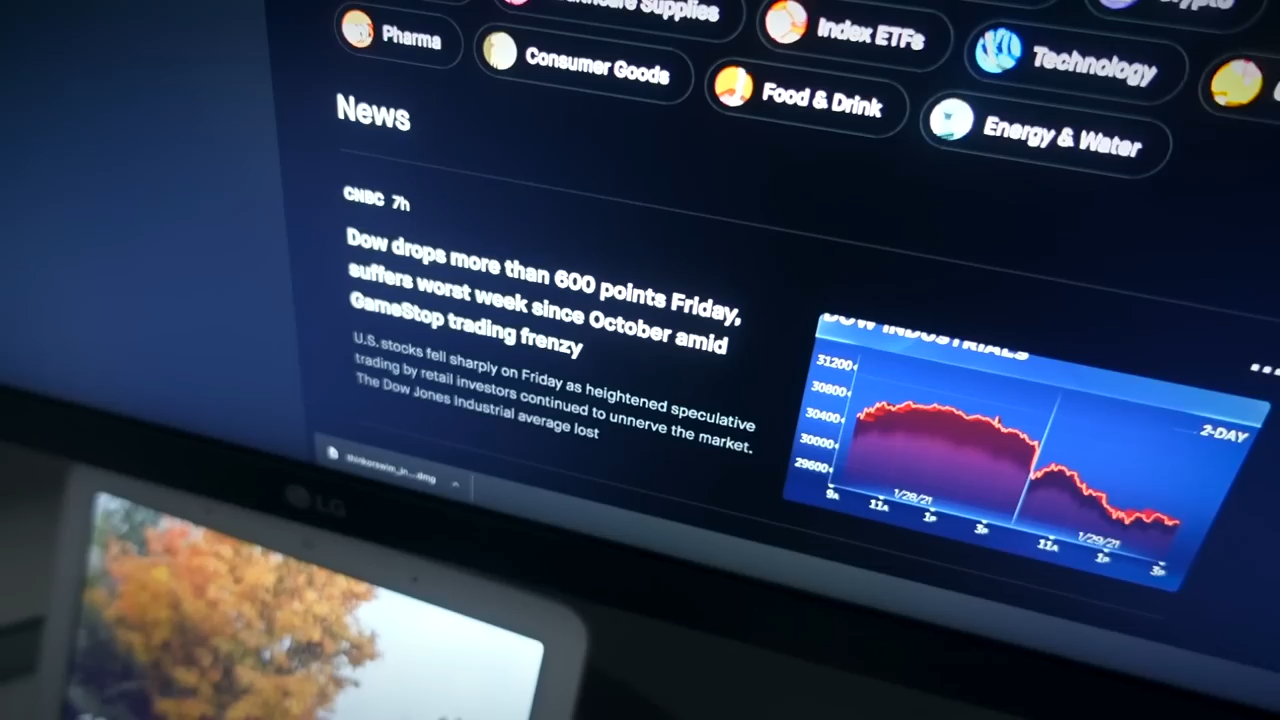 Supplies
Index ETFs
Technology
Pharma
Consumer Goods
Food & Drink
Energy & Water
News
CNBC 7h
Dow drops more than 600 points Friday,
suffers worst week since October amid
GameStop trading frenzy
U.S. stocks fell sharply on Friday as heightened speculative
trading by retail investors continued to unnerve the market.
The Dow Jones Industrial average lost
DOW INDUSTRIALS
2-DAY
31200
30800
30400
30000
29600
9A
11A
1P
3P
11A
1P
3P
1/28/21
1/29/21
thinkorswim_in...dmg
LG